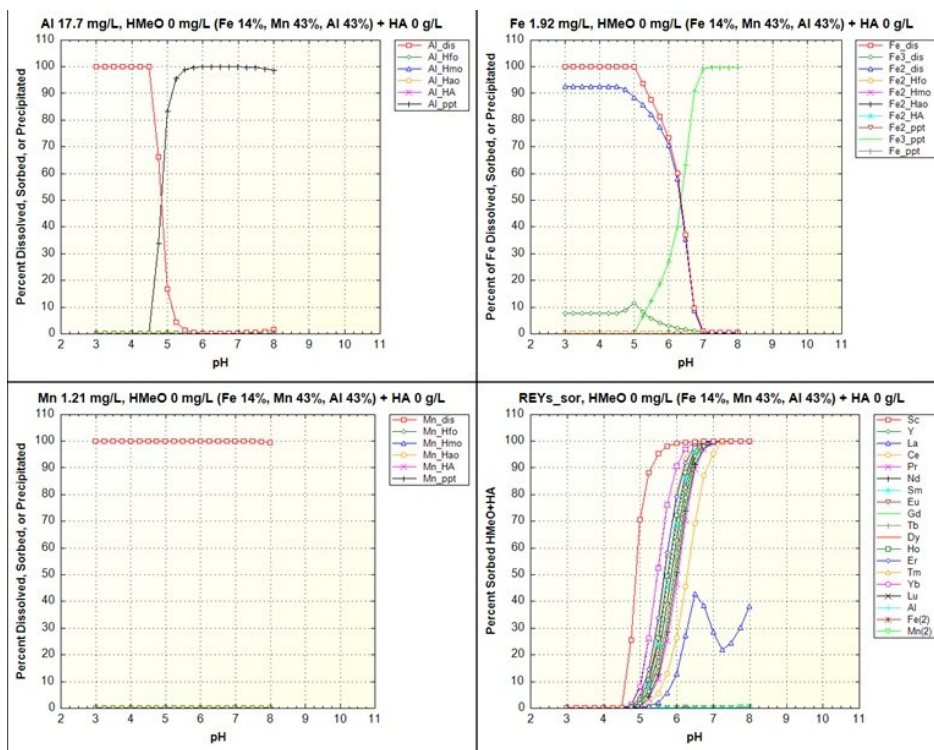 Al 17.7 mg/L, HMeO 0 mg/L (Fe 14%, Mn 43%, Al 43%) + HA 0 g/L
Percent Dissolved, Sorbed, or Precipitated
110
100
90
80
70
60
50
40
30
20
10
0
2 3 4 5 6 7 8 9 10 11
pH
Al_dis
Al_Hfo
Al_Hmo
Al_Hao
Al_HA
Al_ppt
Fe 1.92 mg/L, HMeO 0 mg/L (Fe 14%, Mn 43%, Al 43%) + HA 0 g/L
Percent of Fe Dissolved, Sorbed, or Precipitated
110
100
90
80
70
60
50
40
30
20
10
0
2 3 4 5 6 7 8 9 10 11
pH
Fe_dis
Fe3_dis
Fe2_dis
Fe2_Hfo
Fe2_Hmo
Fe2_Hao
Fe2_HA
Fe2_ppt
Fe3_ppt
Fe_ppt
Mn 1.21 mg/L, HMeO 0 mg/L (Fe 14%, Mn 43%, Al 43%) + HA 0 g/L
Percent Dissolved, Sorbed, or Precipitated
110
100
90
80
70
60
50
40
30
20
10
0
2 3 4 5 6 7 8 9 10 11
pH
Mn_dis
Mn_Hfo
Mn_Hmo
Mn_Hao
Mn_HA
Mn_ppt
REYs_sor, HMeO 0 mg/L (Fe 14%, Mn 43%, Al 43%) + HA 0 g/L
Percent Sorbed HMeO+HA
110
100
90
80
70
60
50
40
30
20
10
0
2 3 4 5 6 7 8 9 10 11
pH
Sc
Y
La
Ce
Pr
Nd
Sm
Eu
Gd
Tb
Dy
Ho
Er
Tm
Yb
Lu
Al
Fe(2)
Mn(2)